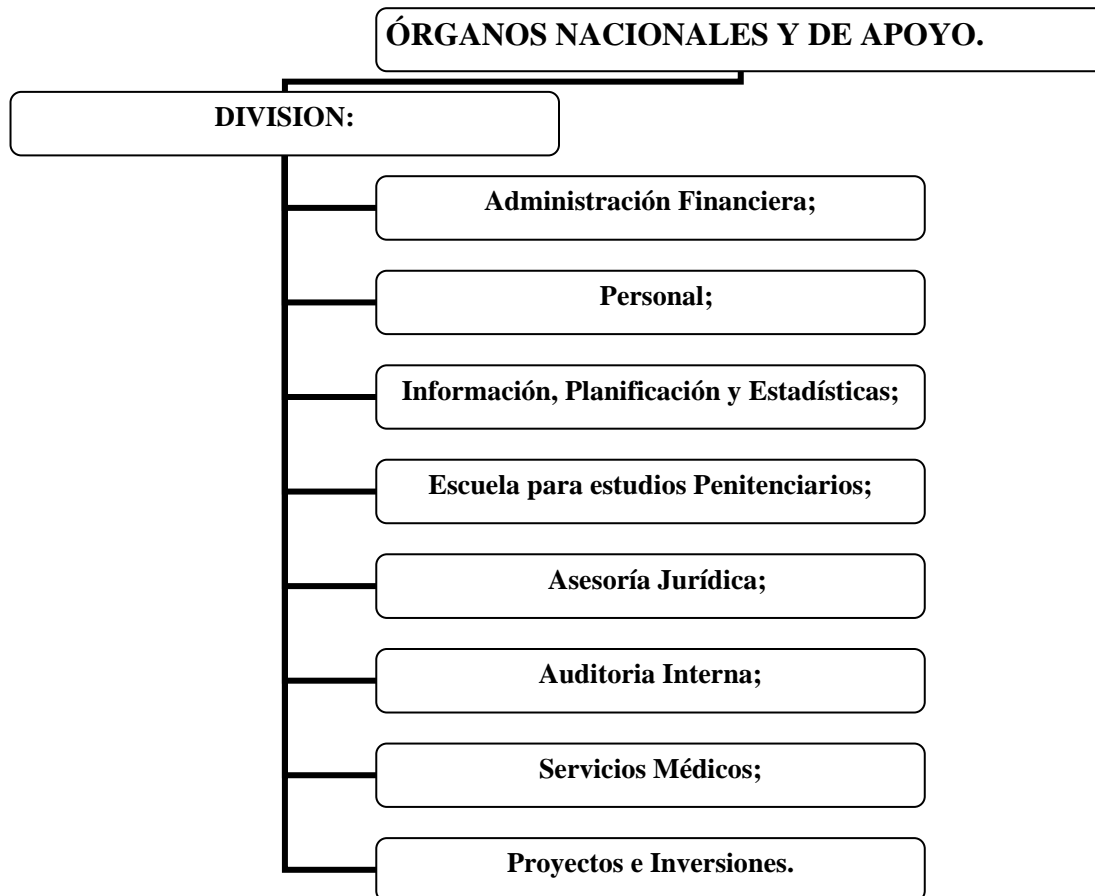 ÓRGANOS NACIONALES Y DE APOYO.
DIVISION:
Administración Financiera;
Personal;
Información, Planificación y Estadísticas;
Escuela para estudios Penitenciarios;
Asesoría Jurídica;
Auditoria Interna;
Servicios Médicos;
Proyectos e Inversiones.